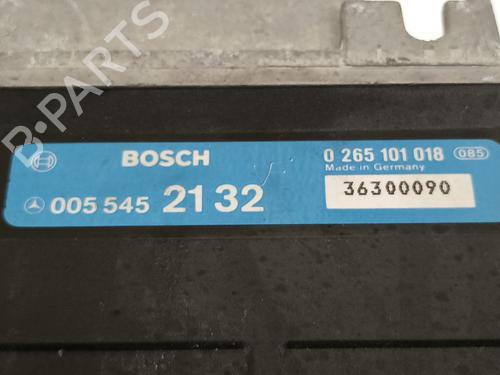 B-PARTS
BOSCH
0 265 101 018 085
Made in Germany
005 545 21 32
36300090